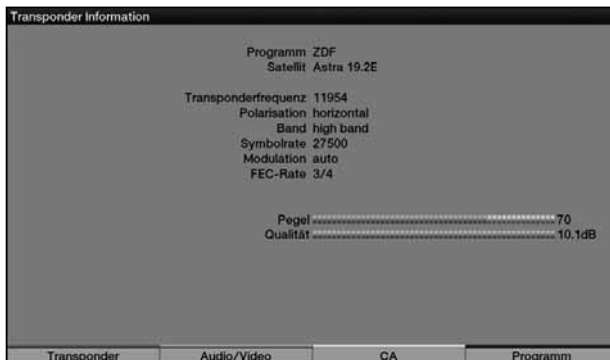 Transponder Information
Programm ZDF
Satellit Astra 19.2E
Transponderfrequenz 11954
Polarisation horizontal
Band high band
Symbolrate 27500
Modulation auto
FEC-Rate 3/4
Pegel 70
Qualität 10.1dB
Transponder Audio/Video CA Programm